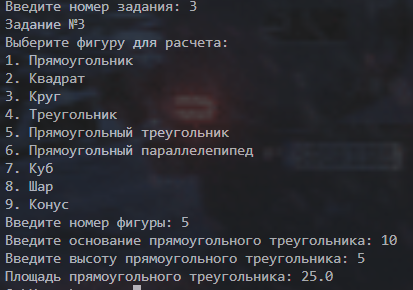 Введите номер задания: 3
Задание №3
Выберите фигуру для расчета:
1. Прямоугольник
2. Квадрат
3. Круг
4. Треугольник
5. Прямоугольный треугольник
6. Прямоугольный параллелепипед
7. Куб
8. Шар
9. Конус
Введите номер фигуры: 5
Введите основание прямоугольного треугольника: 10
Введите высоту прямоугольного треугольника: 5
Площадь прямоугольного треугольника: 25.0